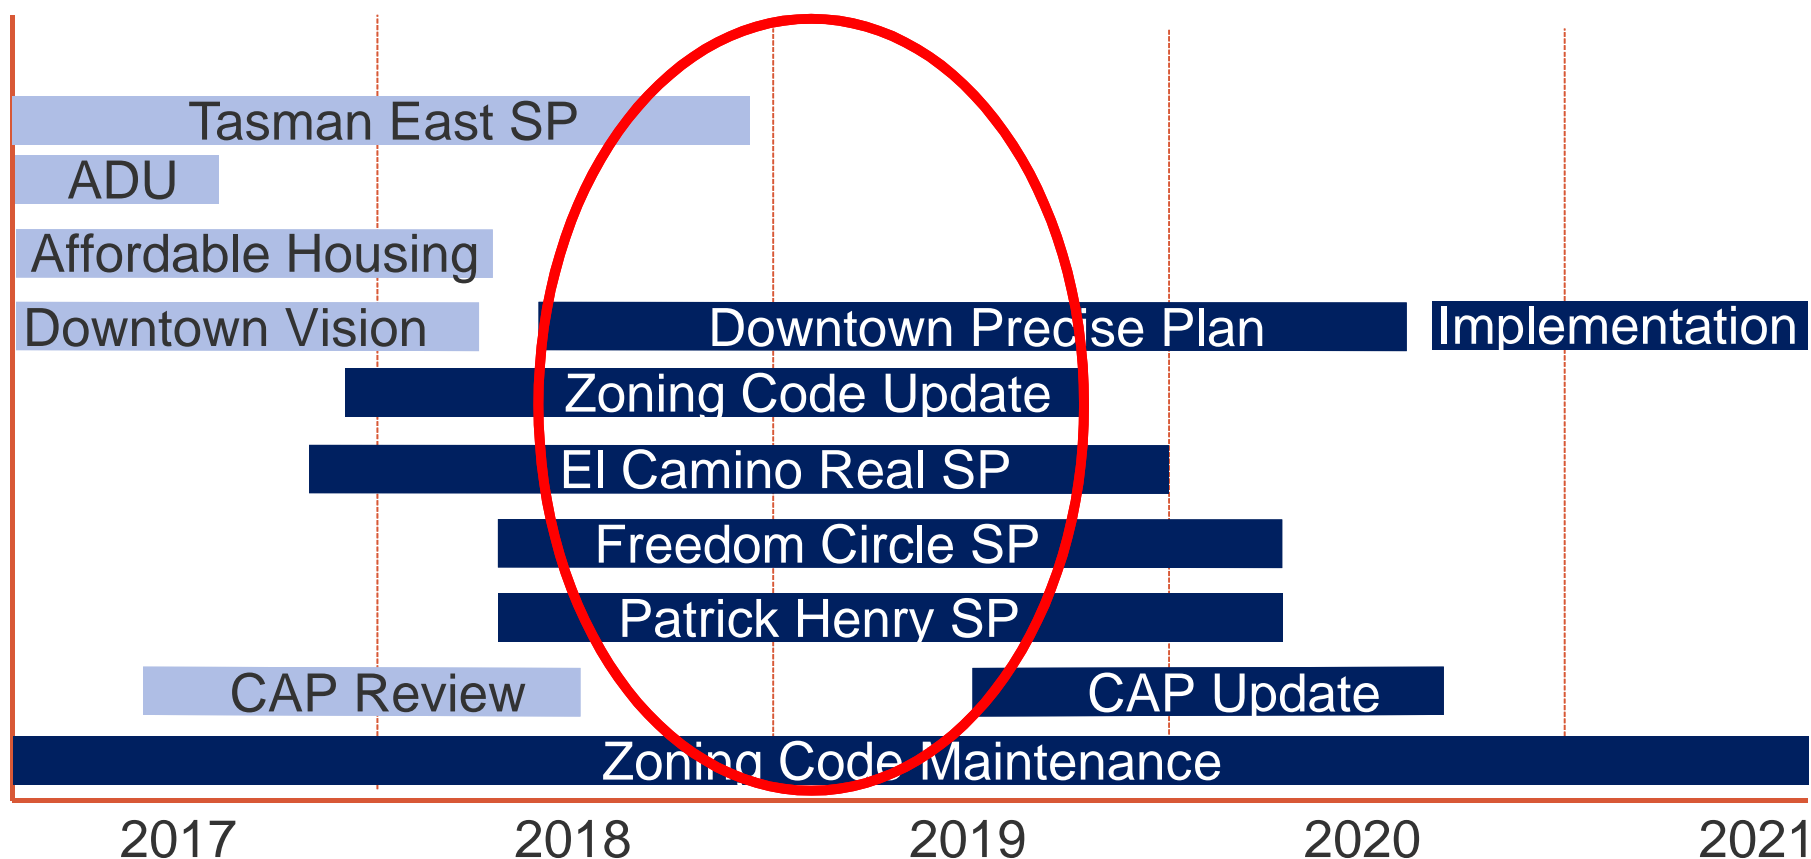 Tasman East SP
ADU
Affordable Housing
Downtown Vision
Downtown Precise Plan
Implementation
Zoning Code Update
El Camino Real SP
Freedom Circle SP
Patrick Henry SP
CAP Review
CAP Update
Zoning Code Maintenance
2017 2018 2019 2020 2021